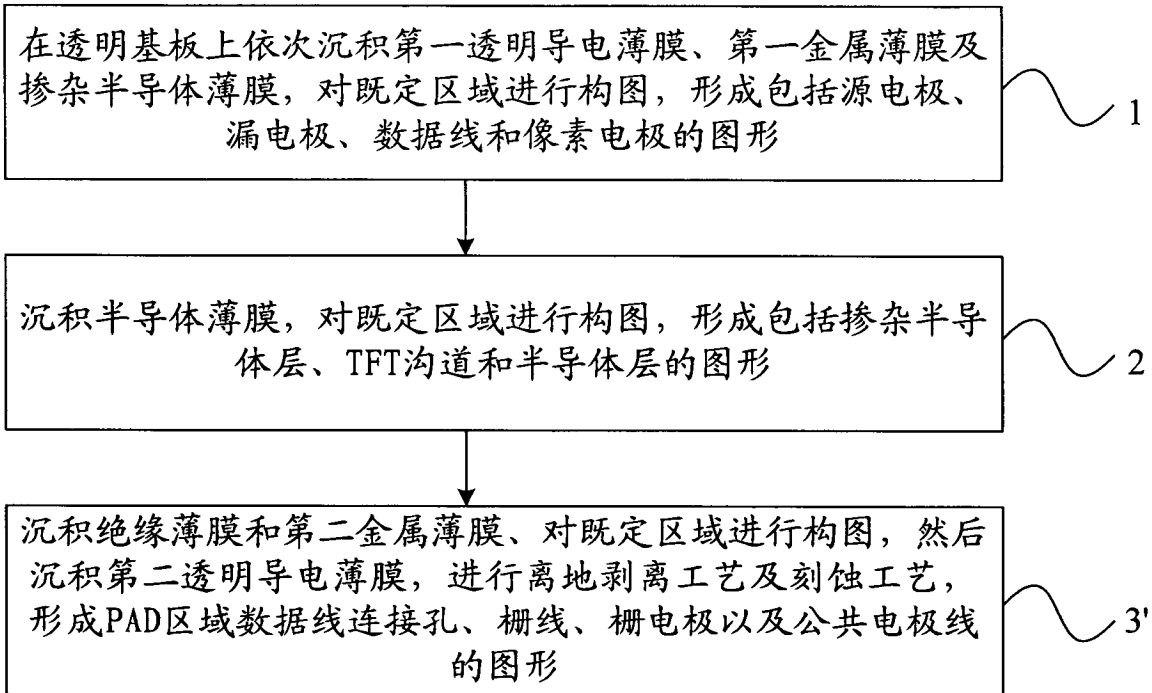 在透明基板上依次沉积第一透明导电薄膜、第一金属薄膜及
掺杂半导体薄膜，对既定区域进行构图，形成包括源电极、
漏电极、数据线和像素电极的图形
1
沉积半导体薄膜，对既定区域进行构图，形成包括掺杂半导
体层、TFT沟道和半导体层的图形
2
沉积绝缘薄膜和第二金属薄膜、对既定区域进行构图，然后
沉积第二透明导电薄膜，进行离地剥离工艺及刻蚀工艺，
形成PAD区域数据线连接孔、栅线、栅电极以及公共电极线
的图形
3'